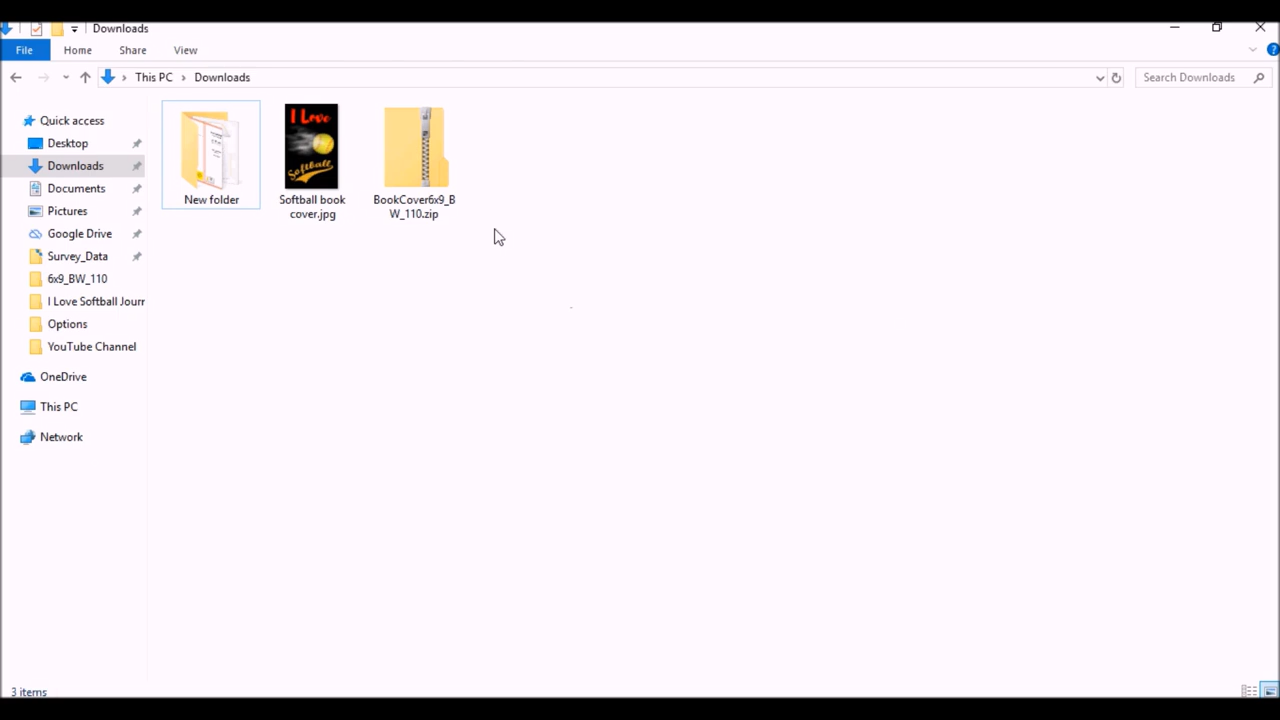 Downloads
File Home Share View
This PC Downloads
Search Downloads
Quick access
Desktop
Downloads
Documents
Pictures
Google Drive
Survey_Data
6x9_BW_110
I Love Softball Jourr
Options
YouTube Channel
OneDrive
This PC
Network
I Love
Softball
New folder
Softball book
cover.jpg
BookCover6x9_B
W_110.zip
3 items